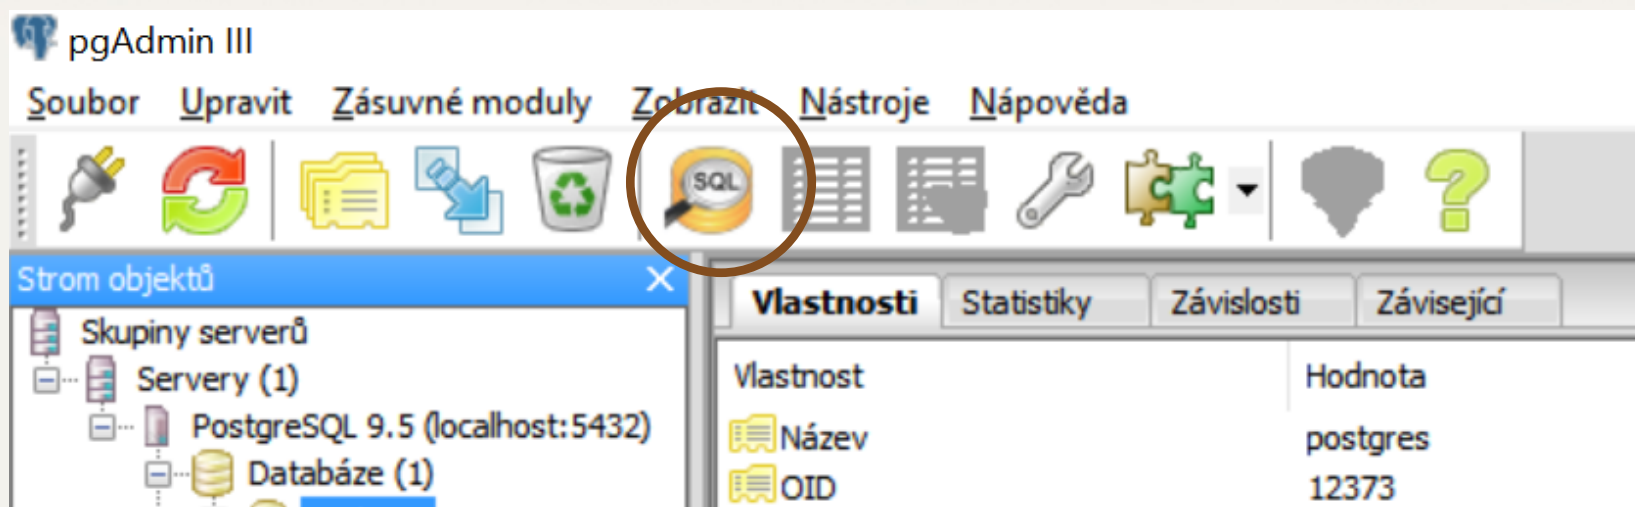 pgAdmin III
Soubor Upravit Zásuvné moduly Zobrazit Nástroje Nápověda
SQL
Strom objektů
Skupiny serverů
Servery (1)
PostgreSQL 9.5 (localhost:5432)
Databáze (1)
Vlastnosti Statistiky Závislosti Závisející
Vlastnost Hodnota
Název postgres
OID 12373